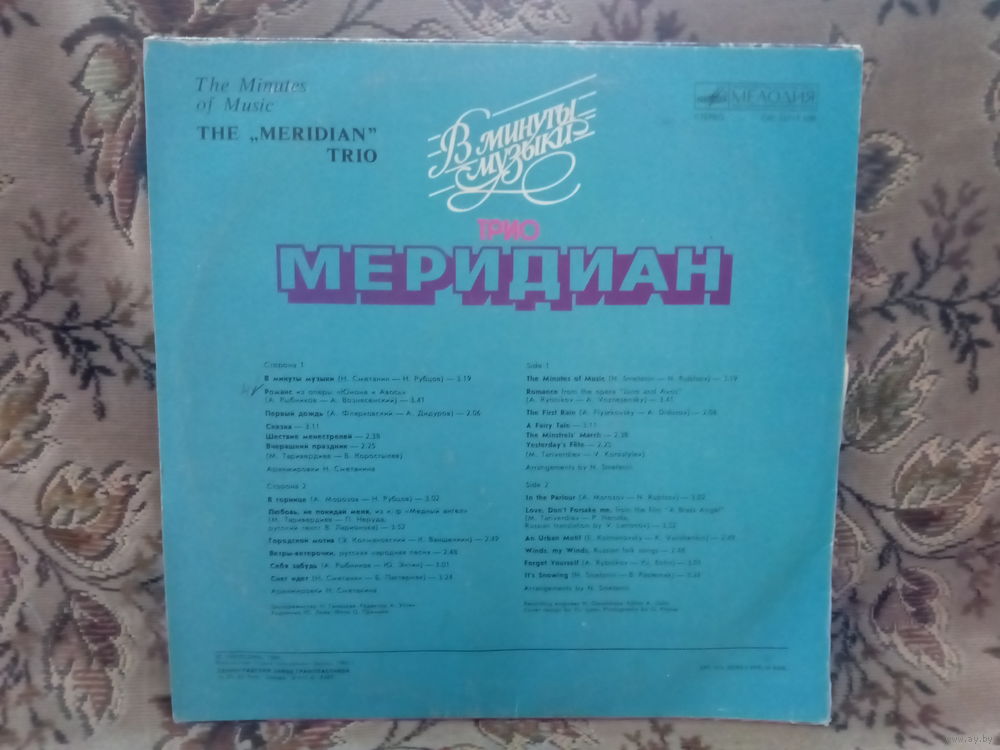 The Minutes
of Music
THE „MERIDIAN”
TRIO
В МИНУТЫ
МУЗЫКИ
МЕЛОДИЯ
СТЕРЕО
ТРИО
МЕРИДИАН
Сторона 1
В минуты музыки (Н. Сметанин — Н. Рубцов) — 3.19
Романс из оперы «Юнона и Авось»
(А. Рыбников — А. Вознесенский) — 3.41
Первый дождь (А. Флярковский — А. Дидуров) — 2.06
Сказка — 3.11
Шествие менестрелей — 2.38
Вчерашний праздник — 2.25
(М. Таривердиев — В. Коростылев)
Аранжировки Н. Сметанина
Сторона 2
В горнице (А. Морозов — Н. Рубцов) — 3.02
Любовь, не покидай меня, из к/ф «Медный ангел»
(М. Таривердиев — П. Неруда,
русский текст В. Ларионова) — 3.52
Городской мотив (Э. Колмановский — К. Ваншенкин) — 2.49
Ветры-ветерочки, русская народная песня — 2.48
Себя забудь (А. Рыбников — Ю. Энтин) — 3.01
Снег идет (Н. Сметанин — Б. Пастернак) — 3.24
Аранжировки Н. Сметанина
Side 1
The Minutes of Music (N. Smetanin — N. Rubtsov) — 3.19
Romance from the opera "Juno and Avos"
(A. Rybnikov — A. Voznesensky) — 3.41
The First Rain (A. Flyarkovsky — A. Didurov) — 2.06
A Fairy Tale — 3.11
The Minstrels' March — 2.38
Yesterday's Fête — 2.25
(M. Tariverdiev — V. Korostylev)
Arrangements by N. Smetanin
Side 2
In the Parlour (A. Morozov — N. Rubtsov) — 3.02
Love, Don't Forsake me, from the film "A Brass Angel"
(M. Tariverdiev — P. Neruda,
Russian translation by V. Larionov) — 3.52
An Urban Motif (E. Kolmanovsky — K. Vanshenkin) — 2.49
Winds, my Winds, Russian folk songs — 2.48
Forget Yourself (A. Rybnikov — Yu. Entin) — 3.01
It's Snowing (N. Smetanin — B. Pasternak) — 3.24
Arrangements by N. Smetanin
www.ay.by